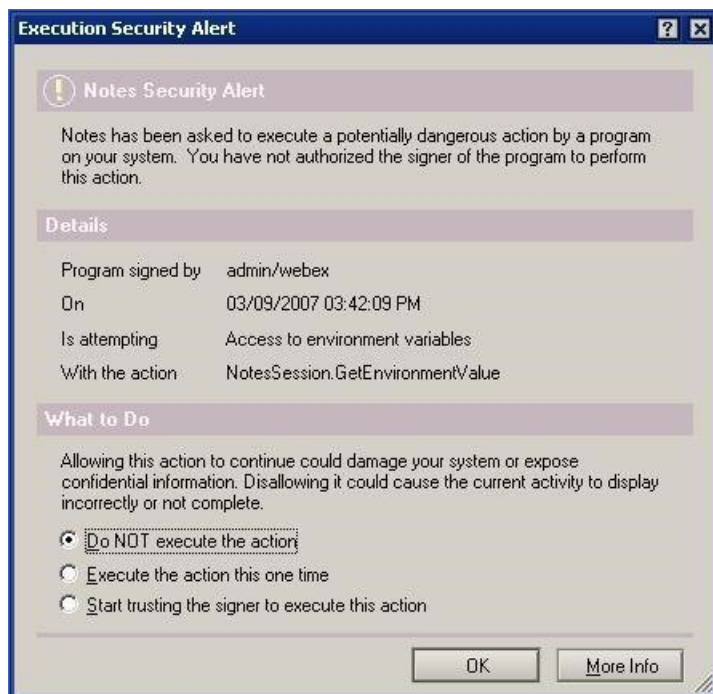 Execution Security Alert
Notes Security Alert
Notes has been asked to execute a potentially dangerous action by a program
on your system. You have not authorized the signer of the program to perform
this action.
Details
Program signed by admin/webex
On 03/09/2007 03:42:09 PM
Is attempting Access to environment variables
With the action NotesSession.GetEnvironmentValue
What to Do
Allowing this action to continue could damage your system or expose
confidential information. Disallowing it could cause the current activity to display
incorrectly or not complete.
Do NOT execute the action
Execute the action this one time
Start trusting the signer to execute this action
OK More Info